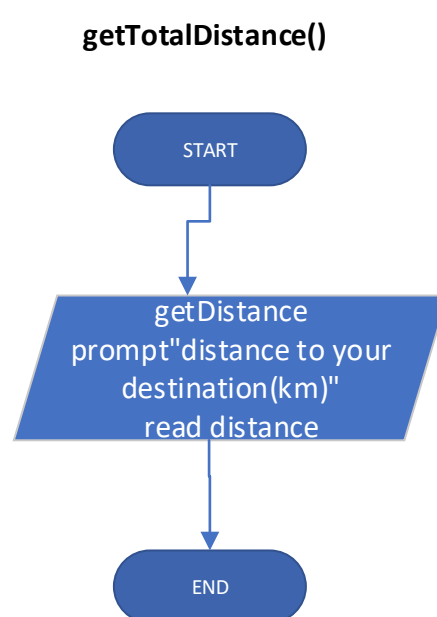 getTotalDistance()
START
getDistance
prompt"distance to your
destination(km)"
read distance
END